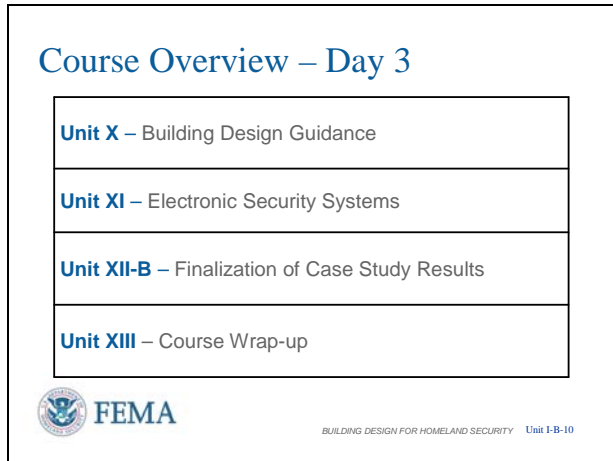 Course Overview – Day 3
Unit X – Building Design Guidance
Unit XI – Electronic Security Systems
Unit XII-B – Finalization of Case Study Results
Unit XIII – Course Wrap-up
FEMA
BUILDING DESIGN FOR HOMELAND SECURITY Unit I-B-10